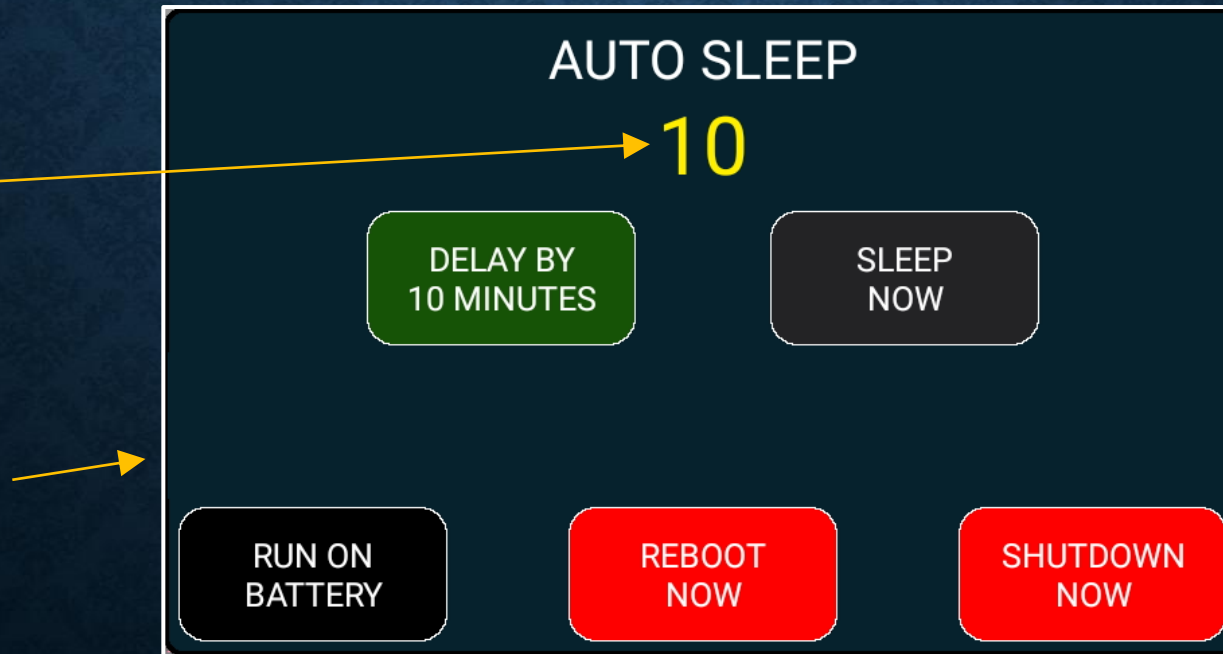 AUTO SLEEP
10
DELAY BY
10 MINUTES
SLEEP
NOW
RUN ON
BATTERY
REBOOT
NOW
SHUTDOWN
NOW